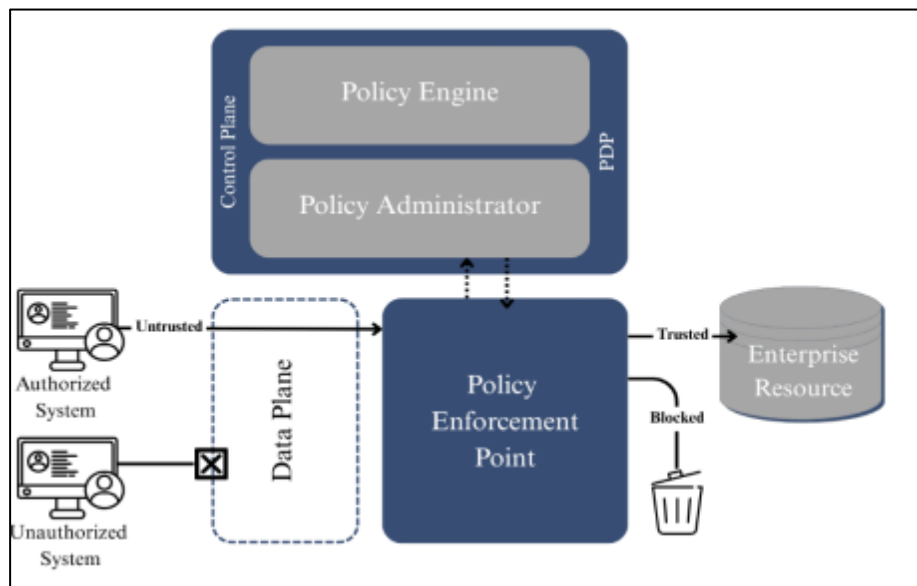 Policy Engine
Control Plane
PDP
Policy Administrator
Untrusted
Authorized
System
Data Plane
Policy
Enforcement
Point
Trusted
Enterprise
Resource
Blocked
Unauthorized
System